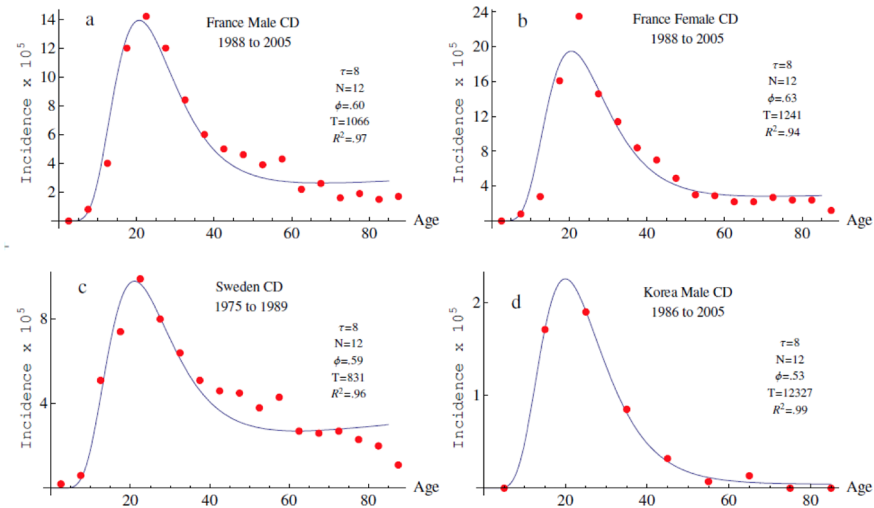 a
France Male CD
1988 to 2005
τ=8
N=12
ϕ=.60
T=1066
R²=.97
Incidence x 10⁵
14
12
10
8
6
4
2
20 40 60 80 Age
b
France Female CD
1988 to 2005
τ=8
N=12
ϕ=.63
T=1241
R²=.94
Incidence x 10⁵
24
20
16
12
8
4
20 40 60 80 Age
c
Sweden CD
1975 to 1989
τ=8
N=12
ϕ=.59
T=831
R²=.96
Incidence x 10⁵
8
4
20 40 60 80 Age
d
Korea Male CD
1986 to 2005
τ=8
N=12
ϕ=.53
T=12327
R²=.99
Incidence x 10⁵
2
1
20 40 60 80 Age